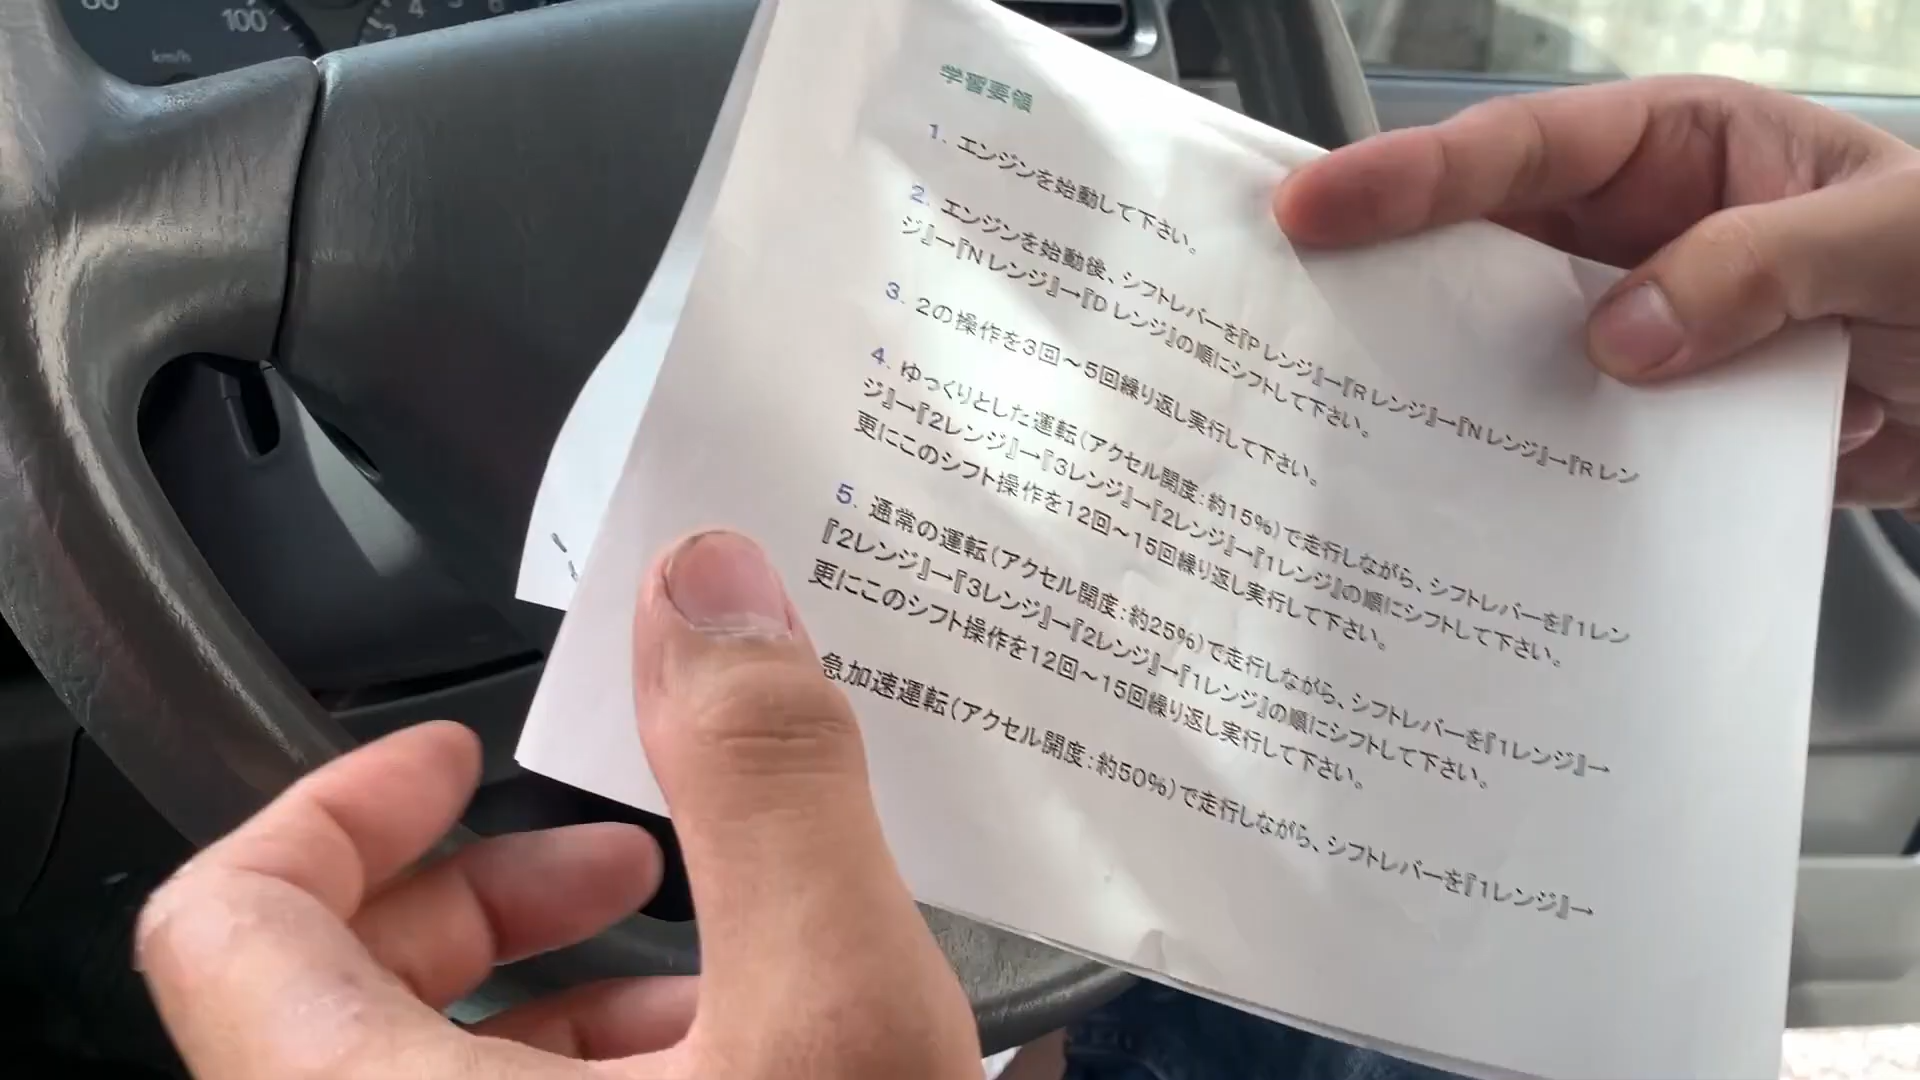 100
km/h
4
6
学習要領
1. エンジンを始動して下さい。
2. エンジンを始動後、シフトレバーを『Pレンジ』→『Rレンジ』→『Nレンジ』→『Rレン
ジ』→『Nレンジ』→『Dレンジ』の順にシフトして下さい。
3. 2の操作を3回～5回繰り返し実行して下さい。
4. ゆっくりとした運転(アクセル開度:約15%)で走行しながら、シフトレバーを『1レン
ジ』→『2レンジ』→『3レンジ』→『2レンジ』→『1レンジ』の順にシフトして下さい。
更にこのシフト操作を12回～15回繰り返し実行して下さい。
5. 通常の運転(アクセル開度:約25%)で走行しながら、シフトレバーを『1レンジ』→
『2レンジ』→『3レンジ』→『2レンジ』→『1レンジ』の順にシフトして下さい。
更にこのシフト操作を12回～15回繰り返し実行して下さい。
急加速運転(アクセル開度:約50%)で走行しながら、シフトレバーを『1レンジ』→